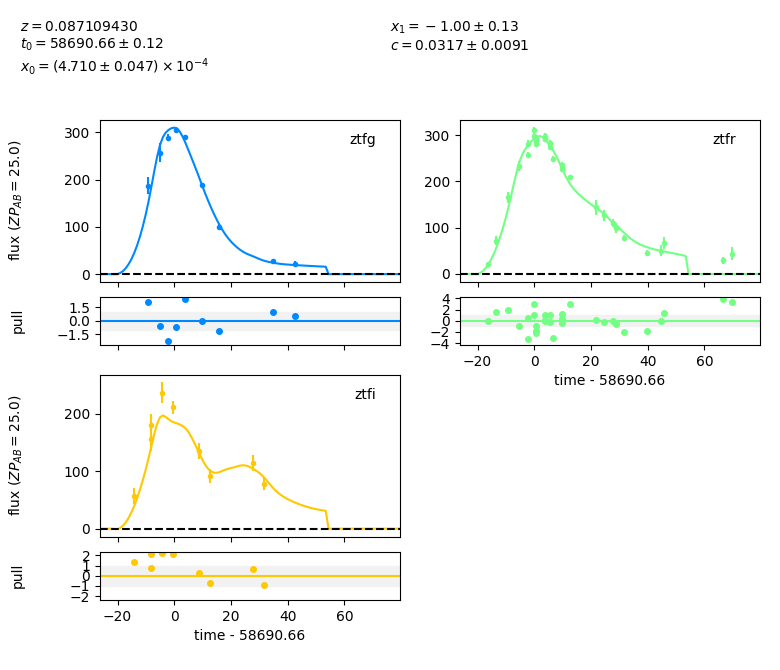 z = 0.087109430
t₀ = 58690.66 ± 0.12
x₀ = (4.710 ± 0.047) × 10⁻⁴
x₁ = −1.00 ± 0.13
c = 0.0317 ± 0.0091
flux (ZP_AB = 25.0)
300
200
100
0
ztfg
300
200
100
0
ztfr
pull
1.5
0.0
−1.5
4
2
0
−2
−4
−20
0
20
40
60
time - 58690.66
flux (ZP_AB = 25.0)
200
100
0
ztfi
pull
2
1
0
−1
−2
−20
0
20
40
60
time - 58690.66